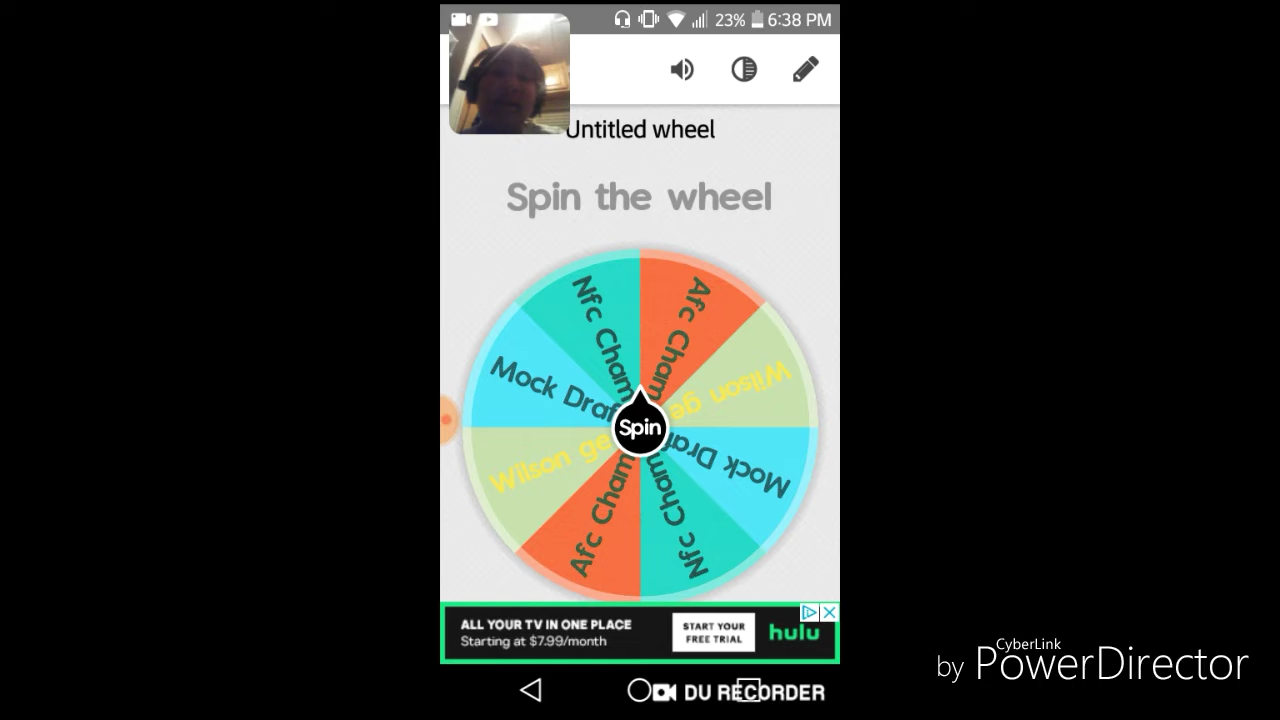 23% 6:38 PM
Untitled wheel
Spin the wheel
Nfc Cham
Afc Cham
Mock Draf
Wilson ge
Spin
Wilson ge
Mock Draf
Afc Cham
Nfc Cham
ALL YOUR TV IN ONE PLACE
Starting at $7.99/month
START YOUR
FREE TRIAL
hulu
DU RECORDER
by CyberLink
PowerDirector